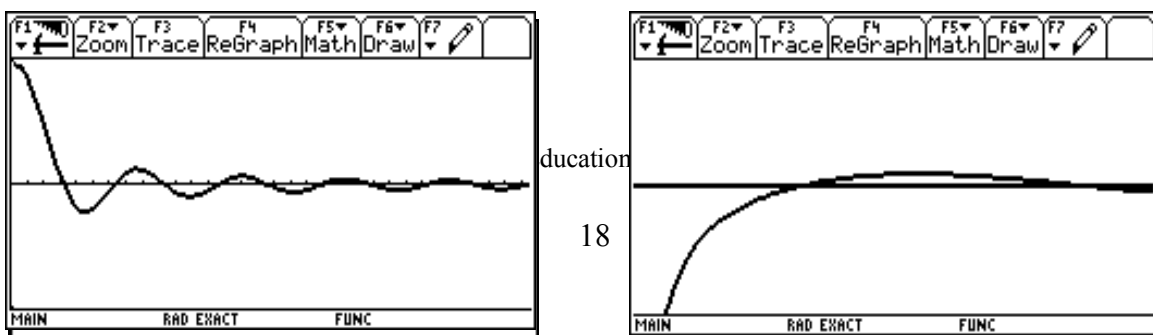 F1 F2 F3 F4 F5 F6 F7
Zoom Trace ReGraph Math Draw
MAIN RAD EXACT FUNC
ducation
18
F1 F2 F3 F4 F5 F6 F7
Zoom Trace ReGraph Math Draw
MAIN RAD EXACT FUNC